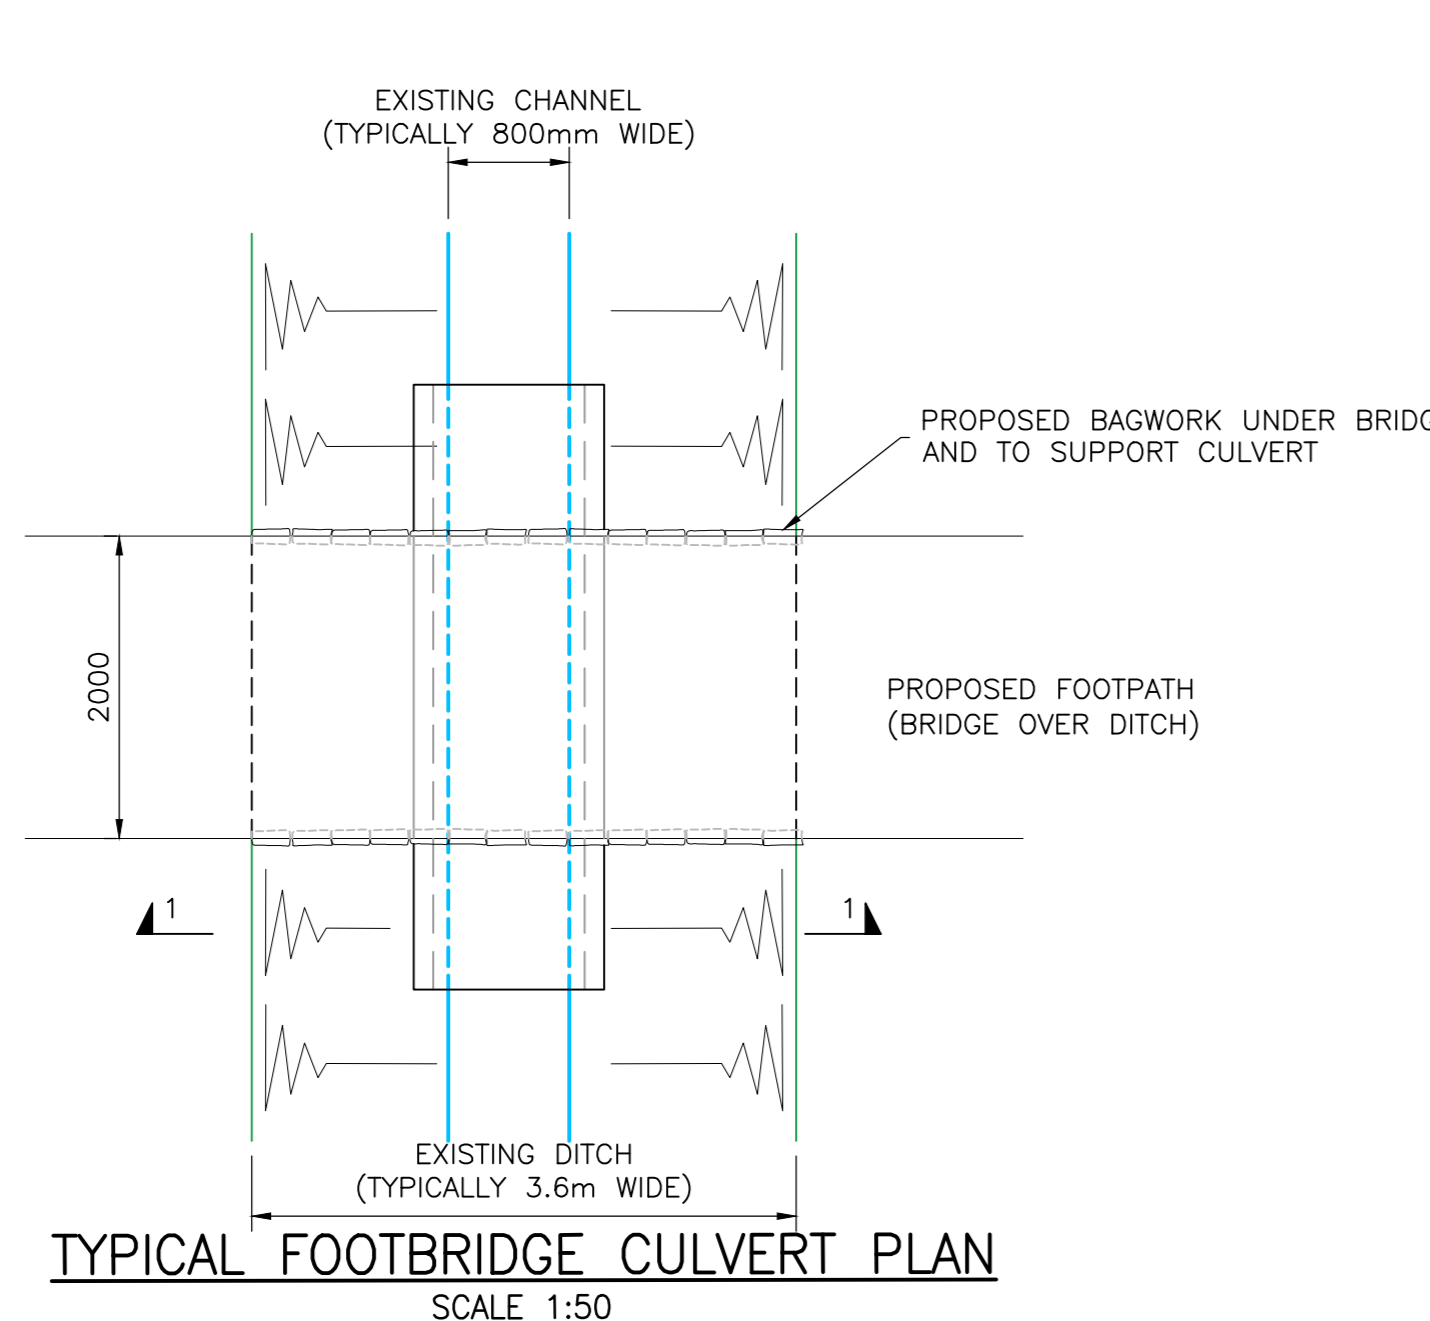 EXISTING CHANNEL
(TYPICALLY 800mm WIDE)
PROPOSED BAGWORK UNDER
AND TO SUPPORT CULVERT
2000
PROPOSED FOOTPATH
(BRIDGE OVER DITCH)
1
1
EXISTING DITCH
(TYPICALLY 3.6m WIDE)
TYPICAL FOOTBRIDGE CULVERT PLAN
SCALE 1:50